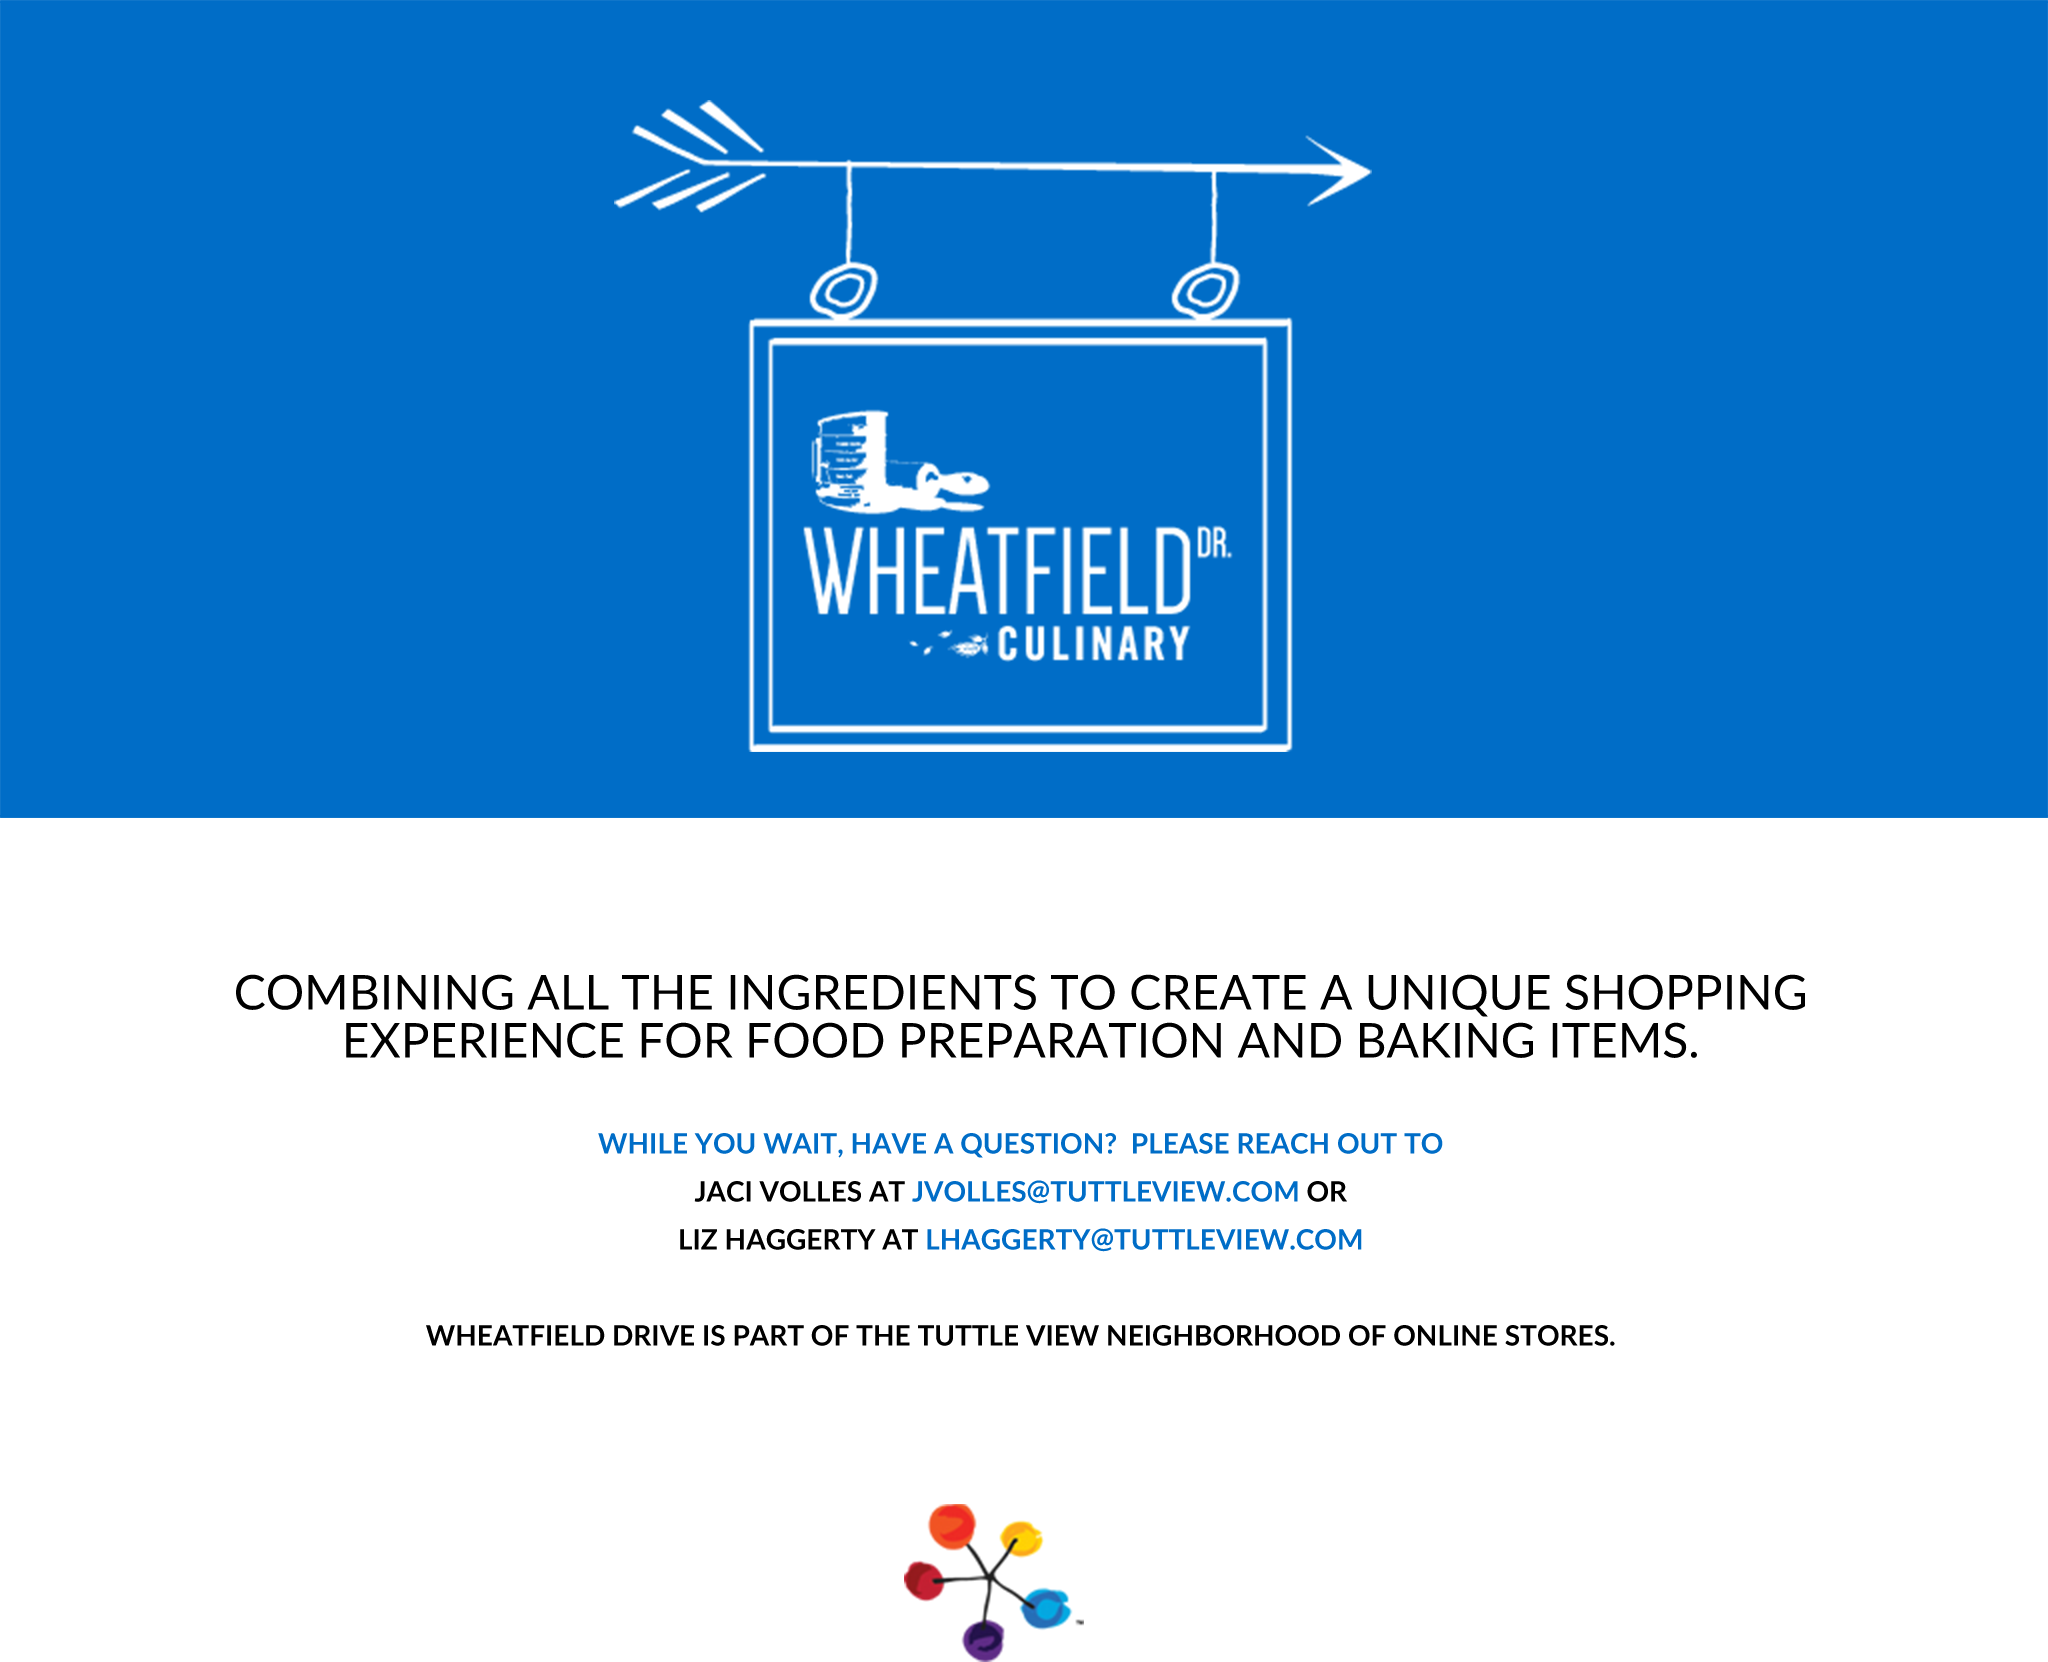 WHEATFIELD DR.
CULINARY
COMBINING ALL THE INGREDIENTS TO CREATE A UNIQUE SHOPPING
EXPERIENCE FOR FOOD PREPARATION AND BAKING ITEMS.
WHILE YOU WAIT, HAVE A QUESTION?  PLEASE REACH OUT TO
JACI VOLLES AT JVOLLES@TUTTLEVIEW.COM OR
LIZ HAGGERTY AT LHAGGERTY@TUTTLEVIEW.COM
WHEATFIELD DRIVE IS PART OF THE TUTTLE VIEW NEIGHBORHOOD OF ONLINE STORES.
™